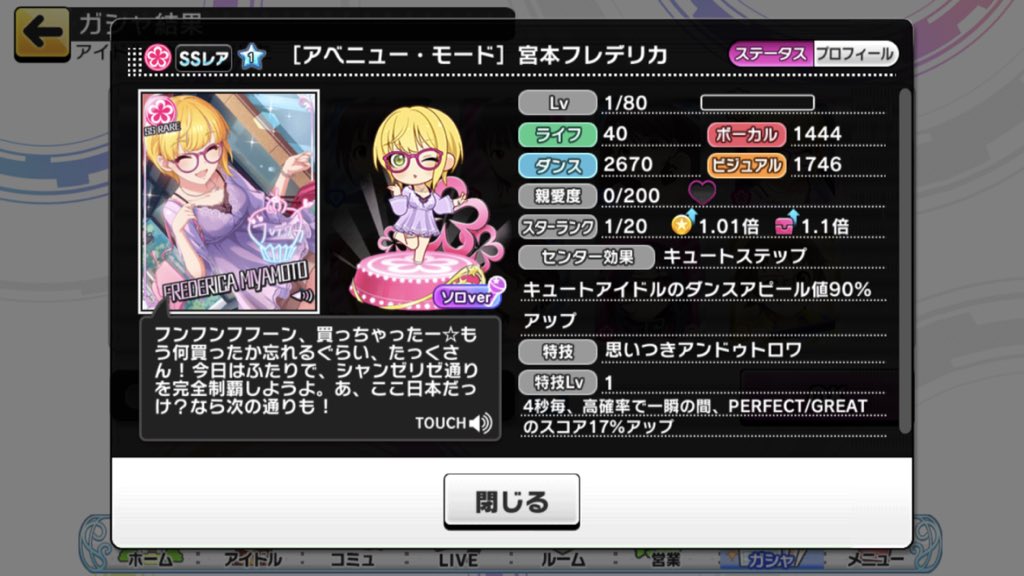 ガシャ結果
SSレア 1 [アベニュー・モード] 宮本フレデリカ
ステータス プロフィール
SS RARE
FREDERICA MIYAMOTO
ソロver
フンフンフフーン、買っちゃったー☆も
う何買ったか忘れるぐらい、たっくさ
ん！今日はふたりで、シャンゼリゼ通り
を完全制覇しようよ。あ、ここ日本だっ
け？なら次の通りも！
TOUCH
Lv 1/80
ライフ 40 ボーカル 1444
ダンス 2670 ビジュアル 1746
親愛度 0/200
スターランク 1/20 1.01倍 1.1倍
センター効果 キュートステップ
キュートアイドルのダンスアピール値90%
アップ
特技 思いつきアンドゥトロワ
特技Lv 1
4秒毎、高確率で一瞬の間、PERFECT/GREAT
のスコア17%アップ
閉じる
ホーム アイドル コミュ LIVE ルーム 営業 ガシャ メニュー